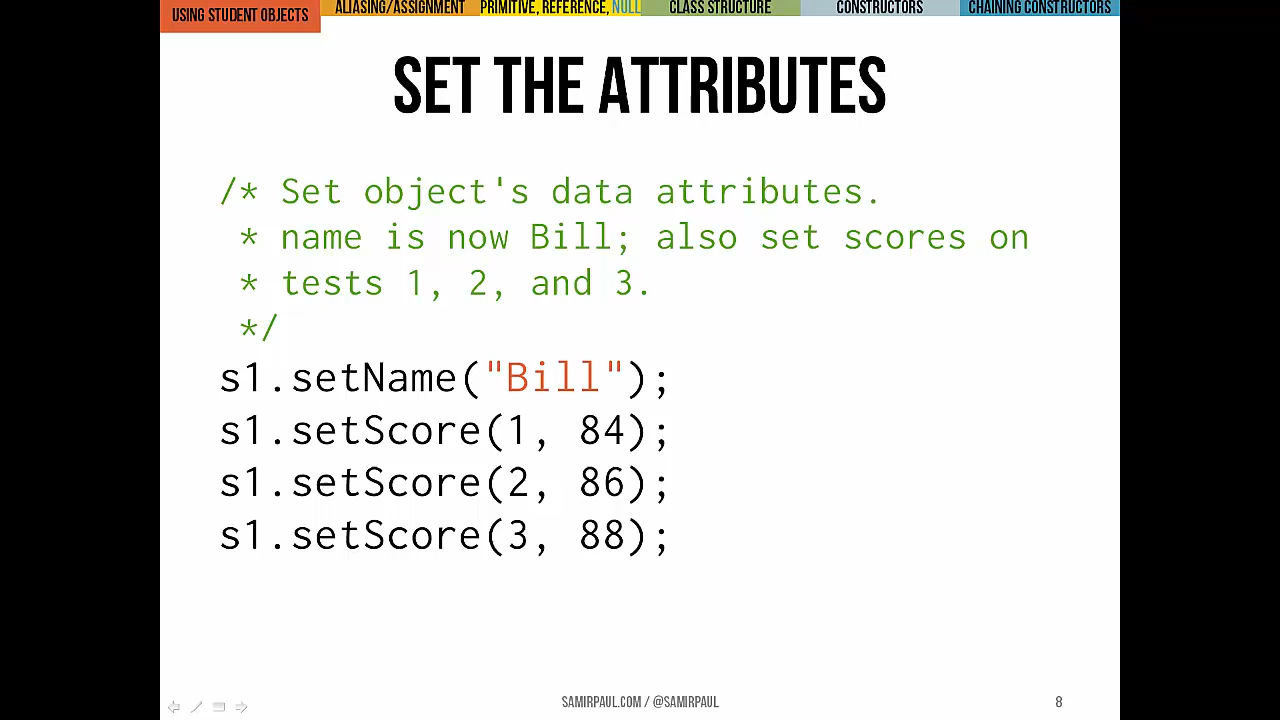 USING STUDENT OBJECTS
ALIASING/ASSIGNMENT
PRIMITIVE, REFERENCE, NULL
CLASS STRUCTURE
CONSTRUCTORS
CHAINING CONSTRUCTORS
SET THE ATTRIBUTES
/* Set object's data attributes.
* name is now Bill; also set scores on
* tests 1, 2, and 3.
*/
s1.setName("Bill");
s1.setScore(1, 84);
s1.setScore(2, 86);
s1.setScore(3, 88);
SAMIRPAUL.COM / @SAMIRPAUL
8